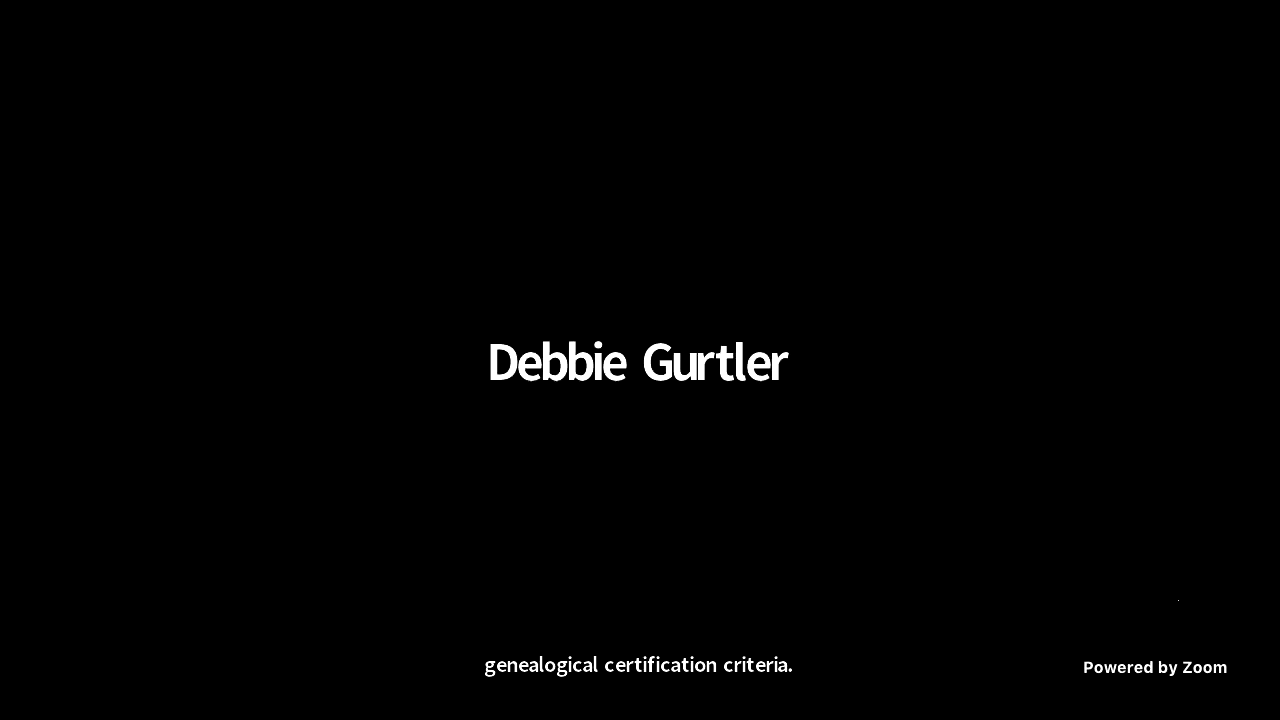 Debbie Gurtler
genealogical certification criteria.
Powered by Zoom